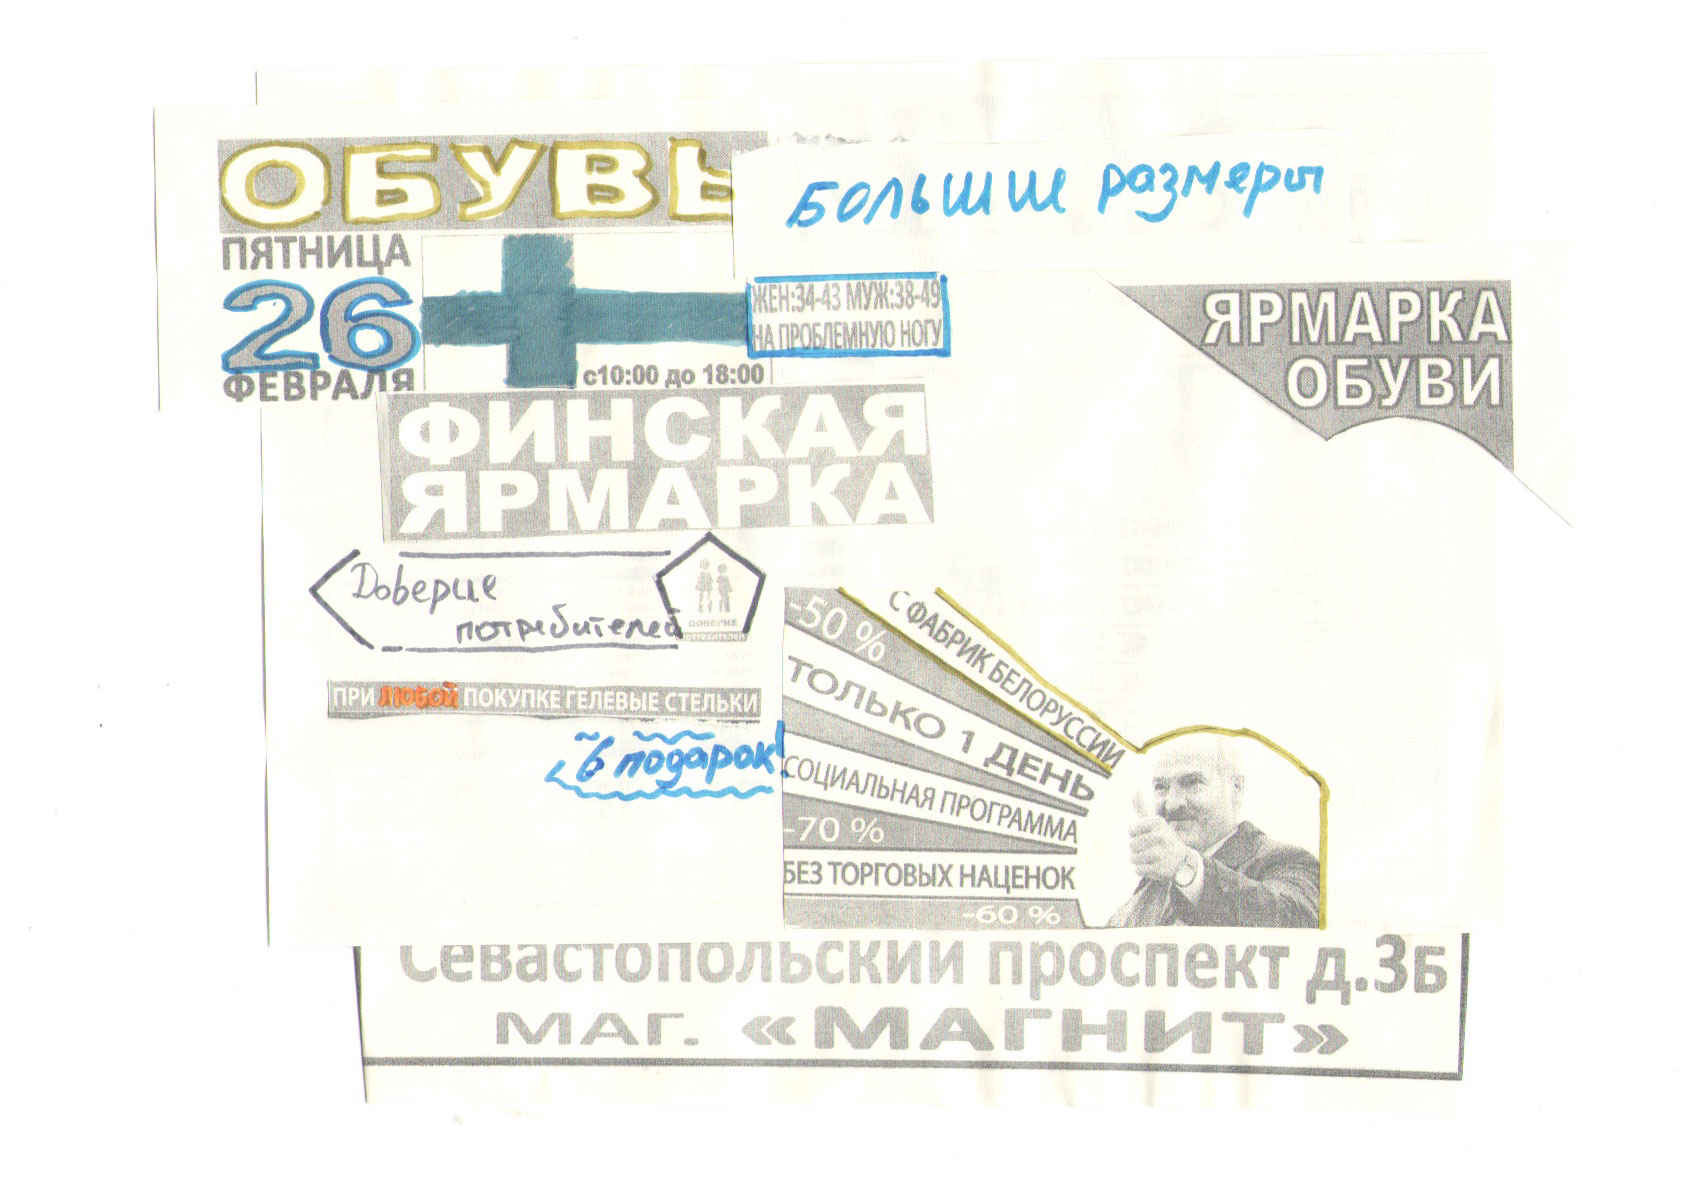 ОБУВЬ
Большие размеры
ПЯТНИЦА
26
ФЕВРАЛЯ
с10:00 до 18:00
ЖЕН:34-43 МУЖ:38-49
НА ПРОБЛЕМНУЮ НОГУ
ЯРМАРКА
ОБУВИ
ФИНСКАЯ
ЯРМАРКА
Доверие
потребителей
ДОВЕРИЕ
ПОТРЕБИТЕЛЕЙ
ПРИ ЛЮБОЙ ПОКУПКЕ ГЕЛЕВЫЕ СТЕЛЬКИ
в подарок!
С ФАБРИК БЕЛОРУССИИ
-50 %
ТОЛЬКО 1 ДЕНЬ
СОЦИАЛЬНАЯ ПРОГРАММА
-70 %
БЕЗ ТОРГОВЫХ НАЦЕНОК
-60 %
Севастопольский проспект д.3Б
МАГ. «МАГНИТ»